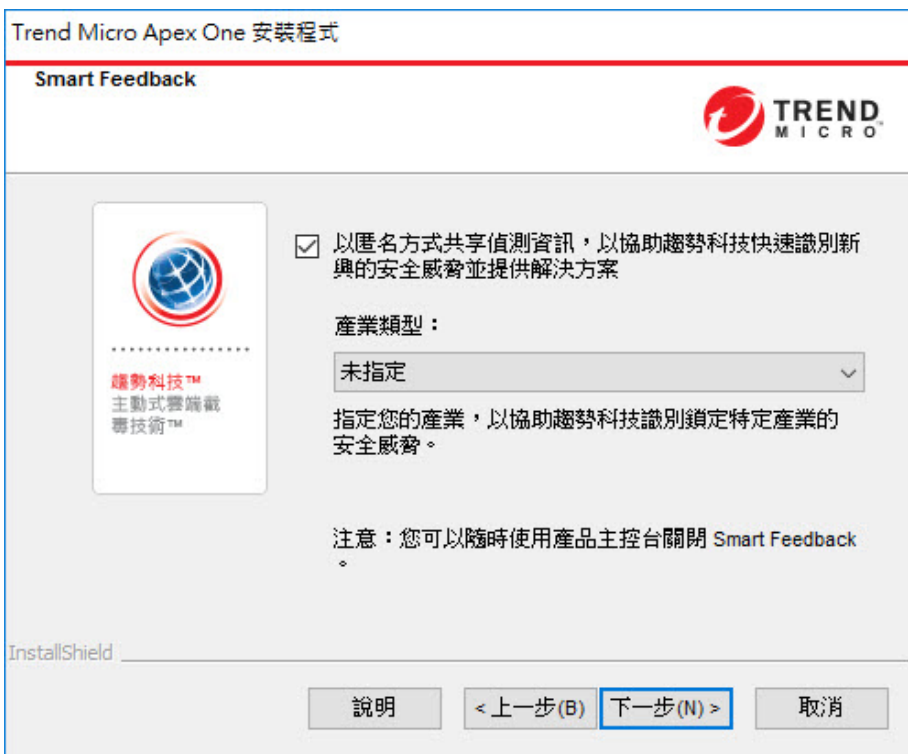 Trend Micro Apex One 安裝程式
Smart Feedback
TREND
MICRO
以匿名方式共享偵測資訊，以協助趨勢科技快速識別新
興的安全威脅並提供解決方案
產業類型：
未指定
指定您的產業，以協助趨勢科技識別鎖定特定產業的
安全威脅。
注意：您可以隨時使用產品主控台關閉 Smart Feedback
。
趨勢科技™
主動式雲端截
毒技術™
InstallShield
說明
< 上一步(B)
下一步(N) >
取消